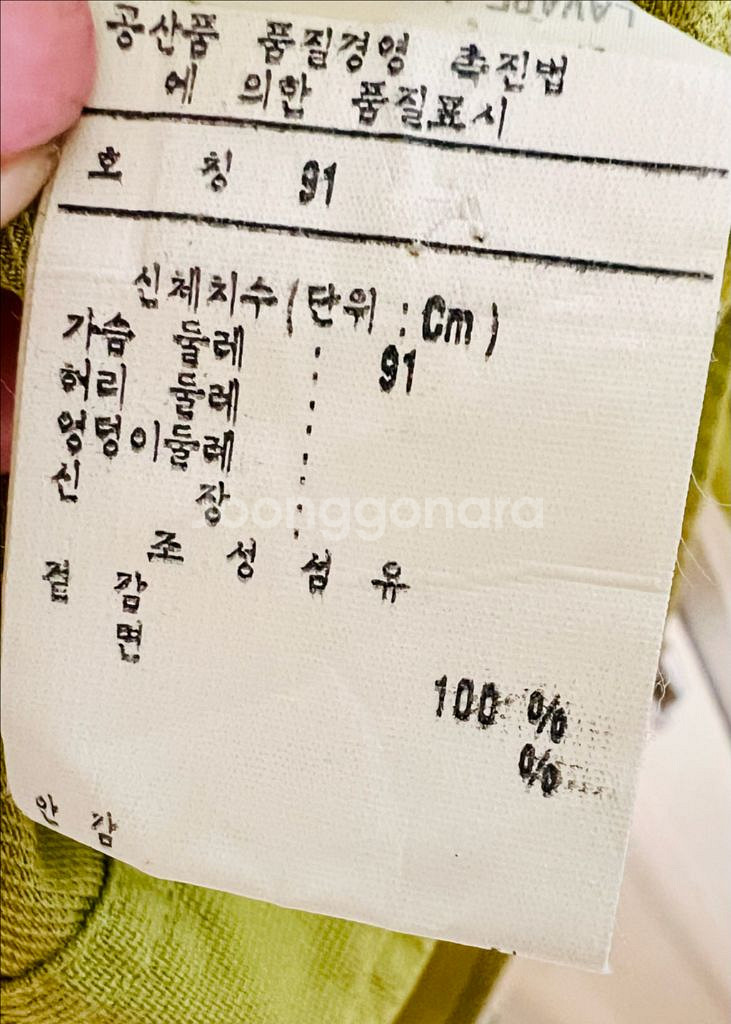 LAVARE
공산품 품질경영 촉진법
에 의한 품질표시
호 칭 91
신체치수(단위 : Cm)
가슴 둘레 : 91
허리 둘레 :
엉덩이둘레 :
신 장 :
조 성 섬 유
겉 감
면
100 %
%
안 감
joonggonara